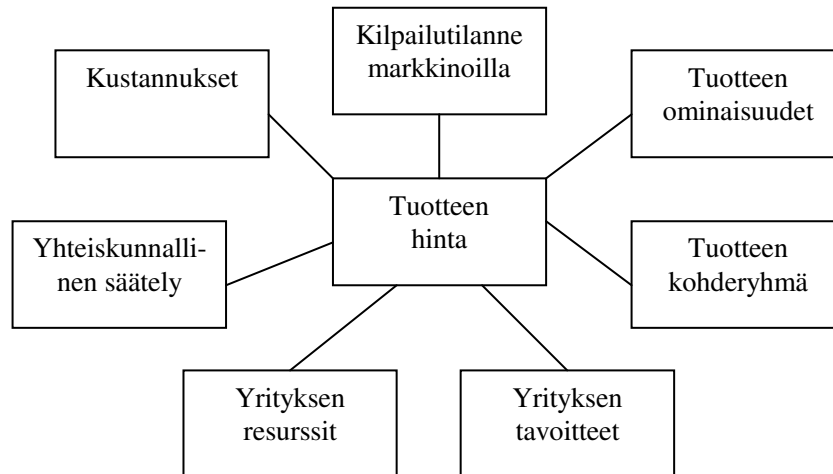 Kilpailutilanne
markkinoilla
Kustannukset
Tuotteen
ominaisuudet
Tuotteen
hinta
Yhteiskunnalli-
nen säätely
Tuotteen
kohderyhmä
Yrityksen
resurssit
Yrityksen
tavoitteet